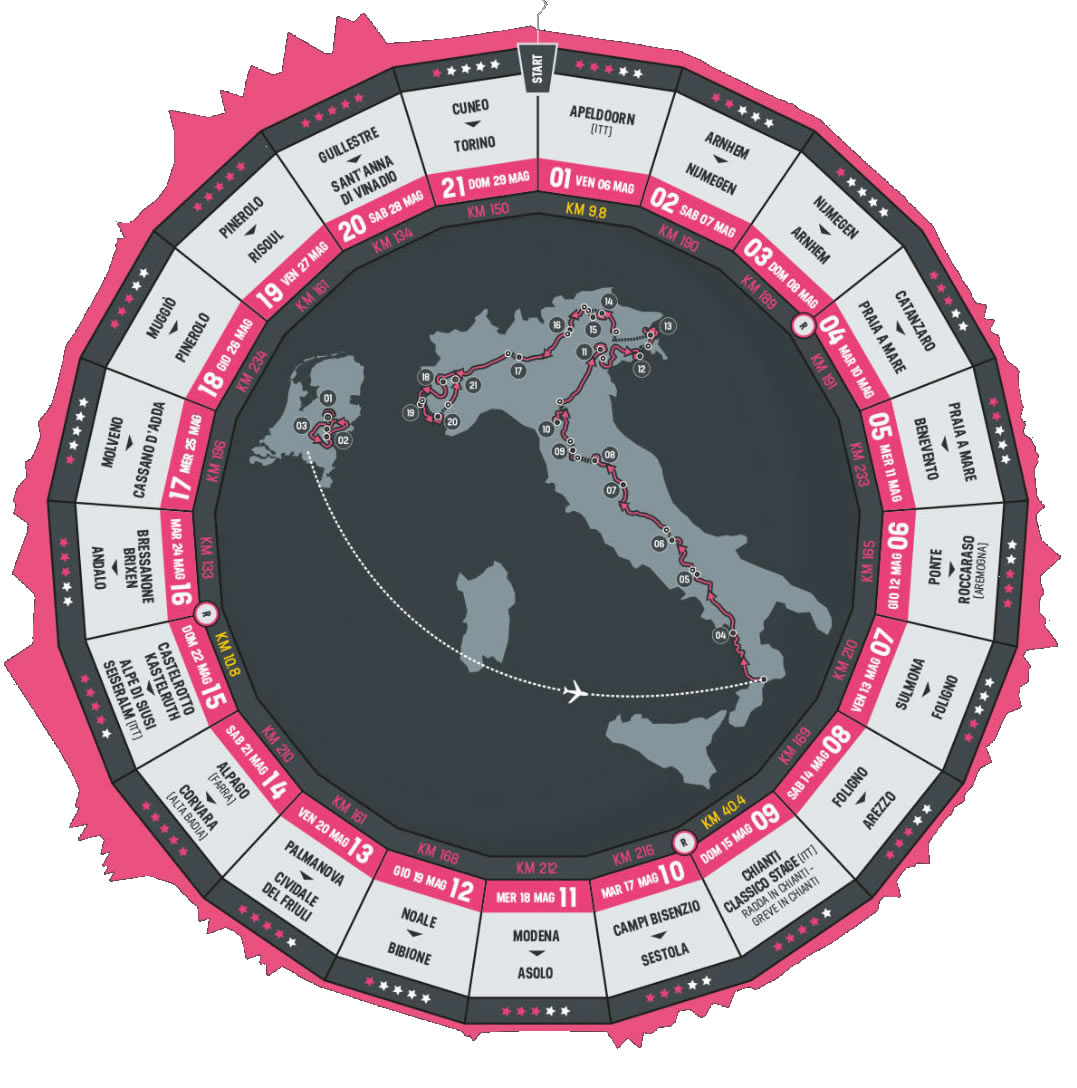 START
APELDOORN
[ITT]
01 VEN 06 MAG
KM 9.8
ARNHEM
NIJMEGEN
02 SAB 07 MAG
KM 190
NIJMEGEN
ARNHEM
03 DOM 08 MAG
KM 189
R
CATANZARO
PRAIA A MARE
04 MAR 10 MAG
KM 191
PRAIA A MARE
BENEVENTO
05 MER 11 MAG
KM 233
PONTE
ROCCARASO
[AREMOGNA]
GIO 12 MAG 06
KM 165
SULMONA
FOLIGNO
VEN 13 MAG 07
KM 210
FOLIGNO
AREZZO
SAB 14 MAG 08
KM 169
CHIANTI
CLASSICO STAGE [ITT]
RADDA IN CHIANTI -
GREVE IN CHIANTI
DOM 15 MAG 09
KM 40.4
R
CAMPI BISENZIO
SESTOLA
MAR 17 MAG 10
KM 216
MODENA
ASOLO
MER 18 MAG 11
KM 212
NOALE
BIBIONE
GIO 19 MAG 12
KM 168
PALMANOVA
CIVIDALE
DEL FRIULI
VEN 20 MAG 13
KM 161
ALPAGO
[FARRA]
CORVARA
[ALTA BADIA]
SAB 21 MAG 14
KM 210
CASTELROTTO
KASTELRUTH
ALPE DI SIUSI
SEISERALM [ITT]
DOM 22 MAG 15
KM 10.8
R
BRESSANONE
BRIXEN
ANDALO
MAR 24 MAG 16
KM 133
MOLVENO
CASSANO D'ADDA
17 MER 25 MAG
KM 196
MUGGIÒ
PINEROLO
18 GIO 26 MAG
KM 234
PINEROLO
RISOUL
19 VEN 27 MAG
KM 161
GUILLESTRE
SANT'ANNA
DI VINADIO
20 SAB 28 MAG
KM 134
CUNEO
TORINO
21 DOM 29 MAG
KM 150
01
03
02
14
16
15
13
11
12
17
18
21
19
20
10
09
08
07
06
05
04